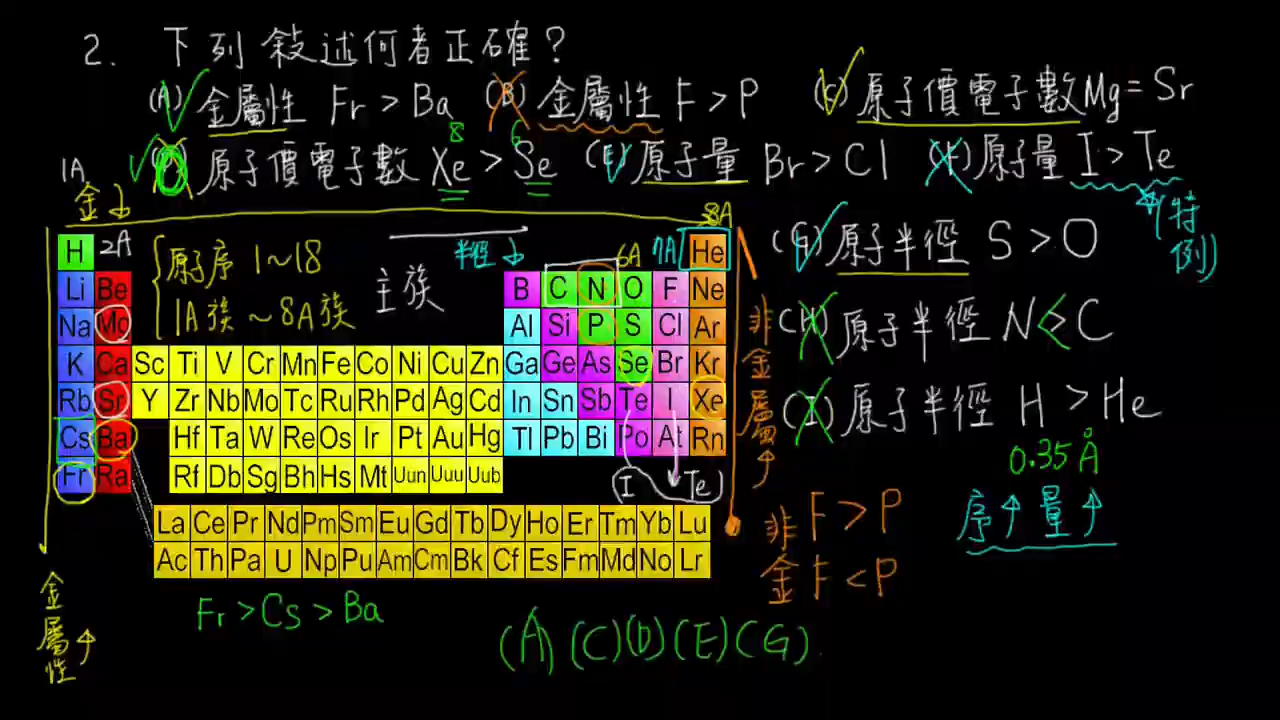 2. 下列敘述何者正確?
(A) 金屬性 Fr > Ba (B) 金屬性 F > P (C) 原子價電子數 Mg = Sr
8 6
(D) 原子價電子數 Xe > Se (E) 原子量 Br > Cl (F) 原子量 I > Te
(特例)
(G) 原子半徑 S > O
(H) 原子半徑 N < > C
(I) 原子半徑 H > He
0.35 Å
序↑ 量↑
1A 金↓ 8A
H 2A 半徑↓ 6A 7A He
原子序 1~18
1A族~8A族
主族
Li Be B C N O F Ne
Na Mg Al Si P S Cl Ar
K Ca Sc Ti V Cr Mn Fe Co Ni Cu Zn Ga Ge As Se Br Kr
Rb Sr Y Zr Nb Mo Tc Ru Rh Pd Ag Cd In Sn Sb Te I Xe
Cs Ba Hf Ta W Re Os Ir Pt Au Hg Tl Pb Bi Po At Rn
Fr Ra Rf Db Sg Bh Hs Mt Uun Uuu Uub I Te
La Ce Pr Nd Pm Sm Eu Gd Tb Dy Ho Er Tm Yb Lu
Ac Th Pa U Np Pu Am Cm Bk Cf Es Fm Md No Lr
非金屬↑
金屬性↑
非 F > P
金 F < P
Fr > Cs > Ba
(A) (C) (D) (E) (G)